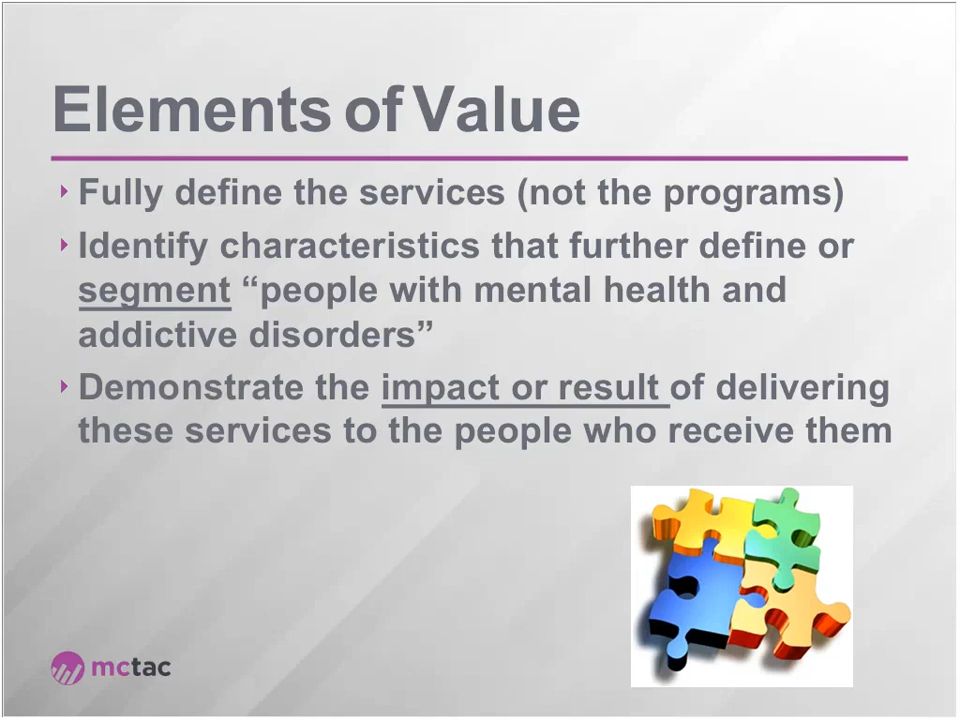 Elements of Value
Fully define the services (not the programs)
Identify characteristics that further define or
segment “people with mental health and
addictive disorders”
Demonstrate the impact or result of delivering
these services to the people who receive them
mctac